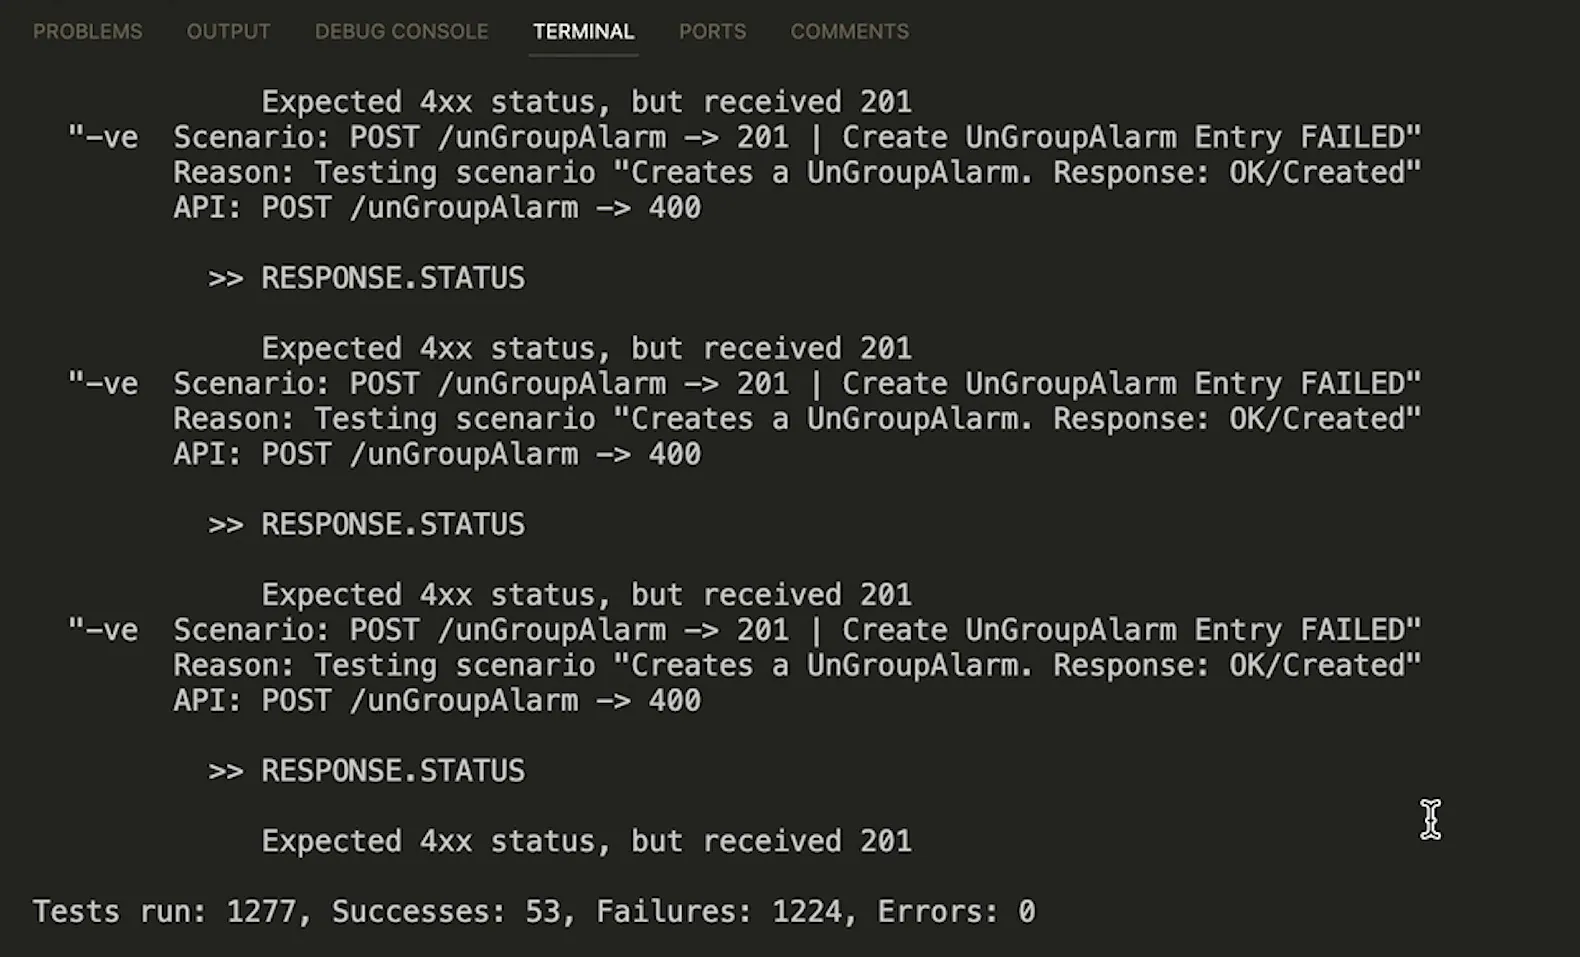 PROBLEMS OUTPUT DEBUG CONSOLE TERMINAL PORTS COMMENTS
Expected 4xx status, but received 201
"-ve Scenario: POST /unGroupAlarm -> 201 | Create UnGroupAlarm Entry FAILED"
Reason: Testing scenario "Creates a UnGroupAlarm. Response: OK/Created"
API: POST /unGroupAlarm -> 400
>> RESPONSE.STATUS
Expected 4xx status, but received 201
"-ve Scenario: POST /unGroupAlarm -> 201 | Create UnGroupAlarm Entry FAILED"
Reason: Testing scenario "Creates a UnGroupAlarm. Response: OK/Created"
API: POST /unGroupAlarm -> 400
>> RESPONSE.STATUS
Expected 4xx status, but received 201
"-ve Scenario: POST /unGroupAlarm -> 201 | Create UnGroupAlarm Entry FAILED"
Reason: Testing scenario "Creates a UnGroupAlarm. Response: OK/Created"
API: POST /unGroupAlarm -> 400
>> RESPONSE.STATUS
Expected 4xx status, but received 201
Tests run: 1277, Successes: 53, Failures: 1224, Errors: 0